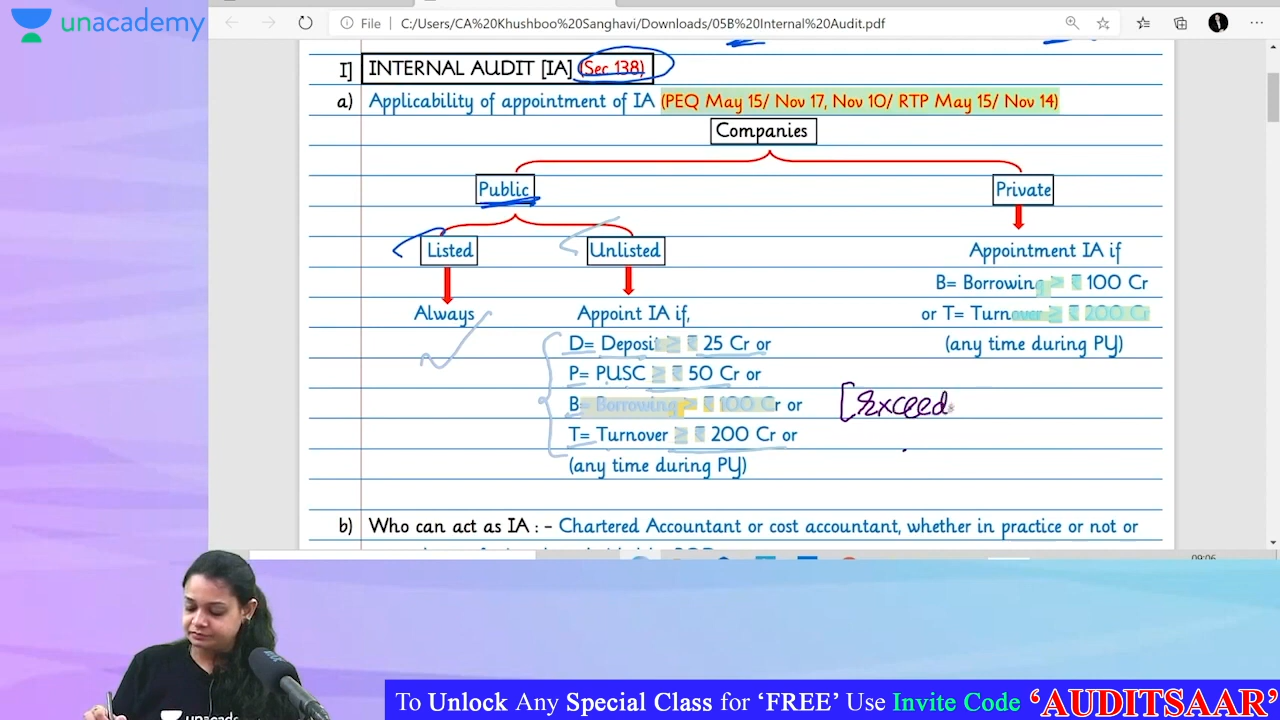 unacademy
File | C:/Users/CA%20Khushboo%20Sanghavi/Downloads/05B%20Internal%20Audit.pdf
I] INTERNAL AUDIT [IA] (Sec 138)
a) Applicability of appointment of IA (PEQ May 15/ Nov 17, Nov 10/ RTP May 15/ Nov 14)
Companies
Public
Private
Listed
Unlisted
Appointment IA if
B= Borrowing ≥ ₹ 100 Cr
Always
Appoint IA if,
or T= Turnover ≥ ₹ 200 Cr
D= Deposit ≥ ₹ 25 Cr or
(any time during PY)
P= PUSC ≥ ₹ 50 Cr or
B= Borrowing ≥ ₹ 100 Cr or
T= Turnover ≥ ₹ 200 Cr or
(any time during PY)
b) Who can act as IA : – Chartered Accountant or cost accountant, whether in practice or not or
09:06
To Unlock Any Special Class for ‘FREE’ Use Invite Code ‘AUDITSAAR’